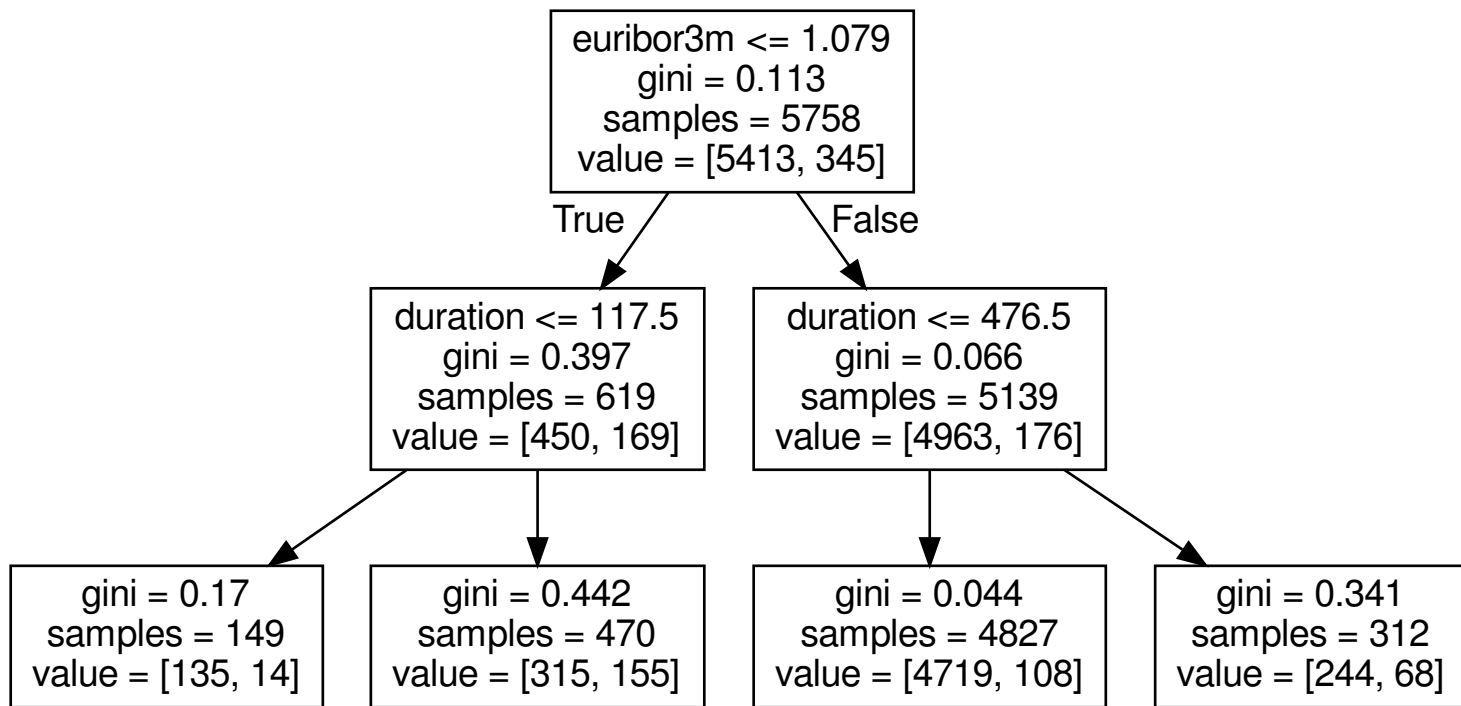 euribor3m <= 1.079
gini = 0.113
samples = 5758
value = [5413, 345]
True
False
duration <= 117.5
gini = 0.397
samples = 619
value = [450, 169]
duration <= 476.5
gini = 0.066
samples = 5139
value = [4963, 176]
gini = 0.17
samples = 149
value = [135, 14]
gini = 0.442
samples = 470
value = [315, 155]
gini = 0.044
samples = 4827
value = [4719, 108]
gini = 0.341
samples = 312
value = [244, 68]